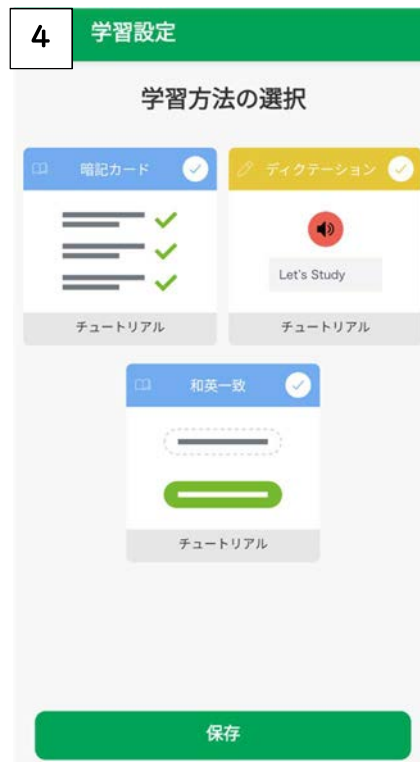 4
学習設定
学習方法の選択
暗記カード
ディクテーション
Let's Study
チュートリアル
チュートリアル
和英一致
チュートリアル
保存